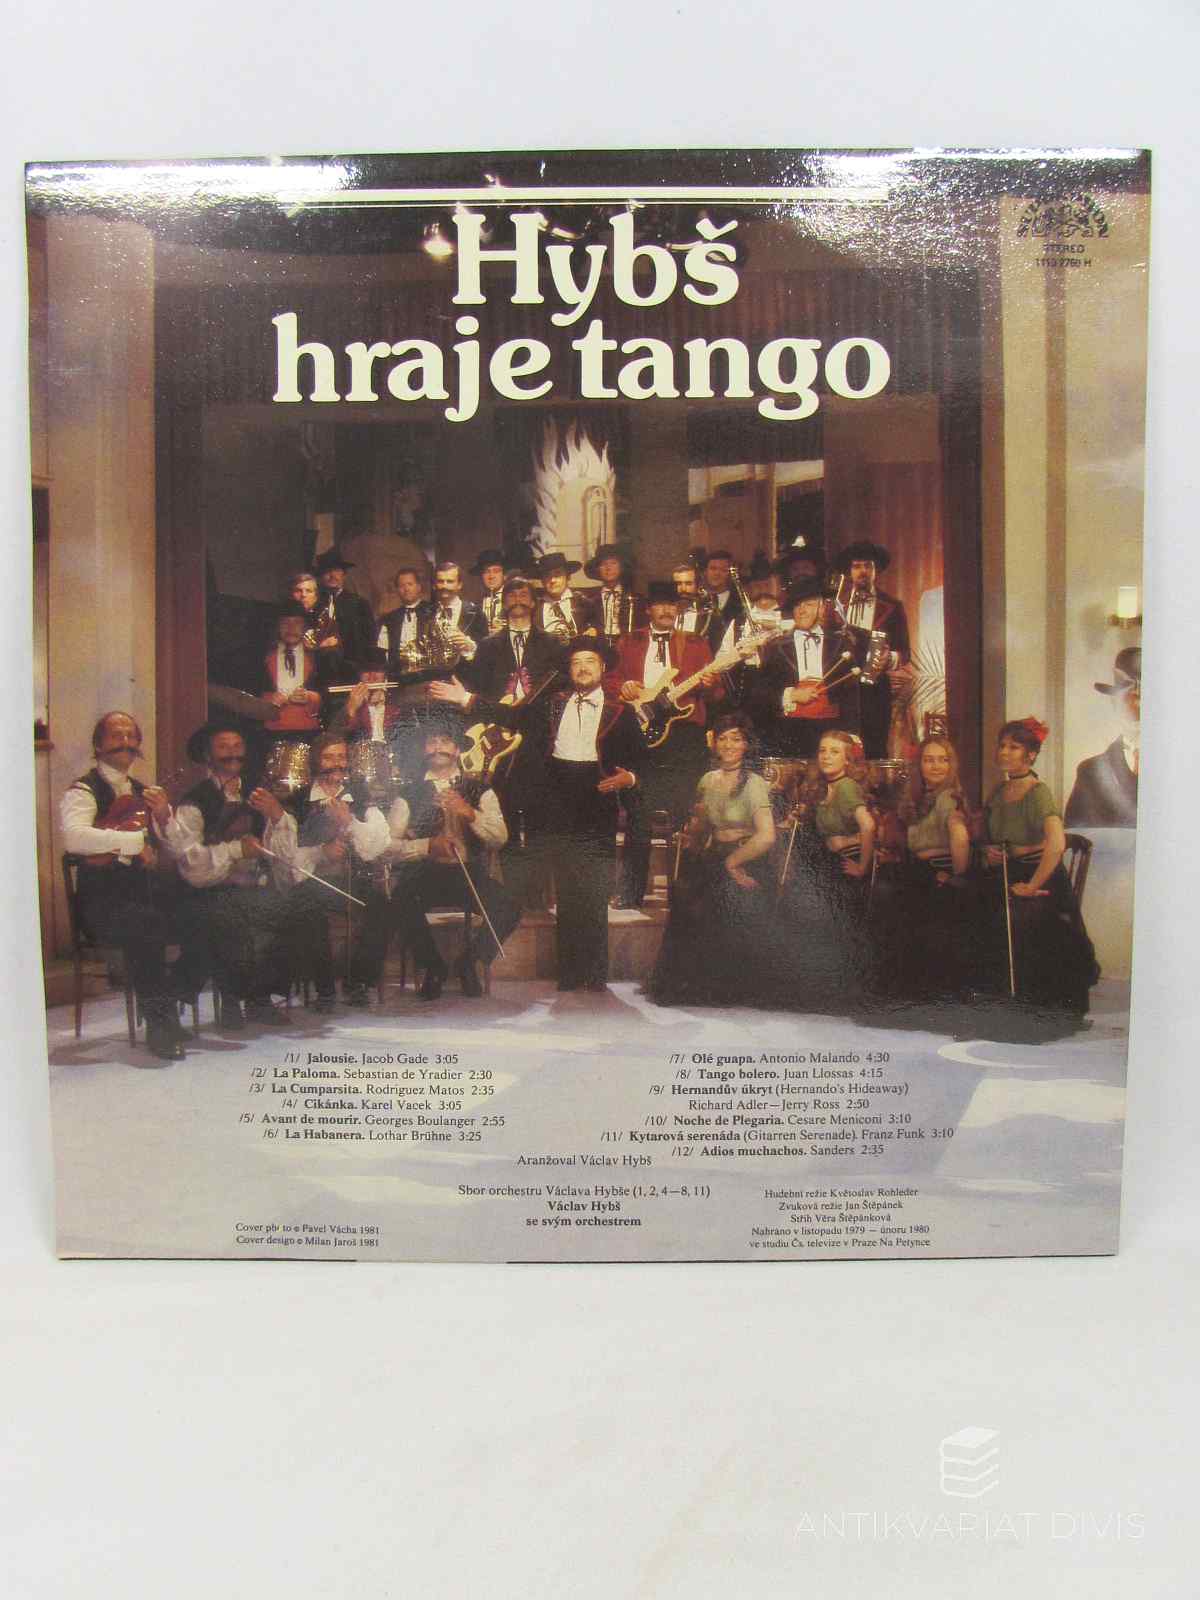 Hybš
hraje tango
STEREO
/1/ Jalousie. Jacob Gade 3:05
/2/ La Paloma. Sebastian de Yradier 2:30
/3/ La Cumparsita. Rodriguez Matos 2:35
/4/ Cikánka. Karel Vacek 3:05
/5/ Avant de mourir. Georges Boulanger 2:55
/6/ La Habanera. Lothar Brühne 3:25
/7/ Olé guapa. Antonio Malando 4:30
/8/ Tango bolero. Juan Llossas 4:15
/9/ Hernandův úkryt (Hernando's Hideaway)
Richard Adler—Jerry Ross 2:50
/10/ Noche de Plegaria. Cesare Meniconi 3:10
/11/ Kytarová serenáda (Gitarren Serenade). Franz Funk 3:10
/12/ Adios muchachos. Sanders 2:35
Aranžoval Václav Hybš
Sbor orchestru Václava Hybše (1, 2, 4—8, 11)
Václav Hybš
se svým orchestrem
Cover photo © Pavel Vácha 1981
Cover design © Milan Jaroš 1981
Hudební režie Květoslav Rohleder
Zvuková režie Jan Štěpánek
Střih Věra Štěpánková
Nahráno v listopadu 1979 — únoru 1980
ve studiu Čs. televize v Praze Na Petynce
ANTIKVARIAT DIVIS